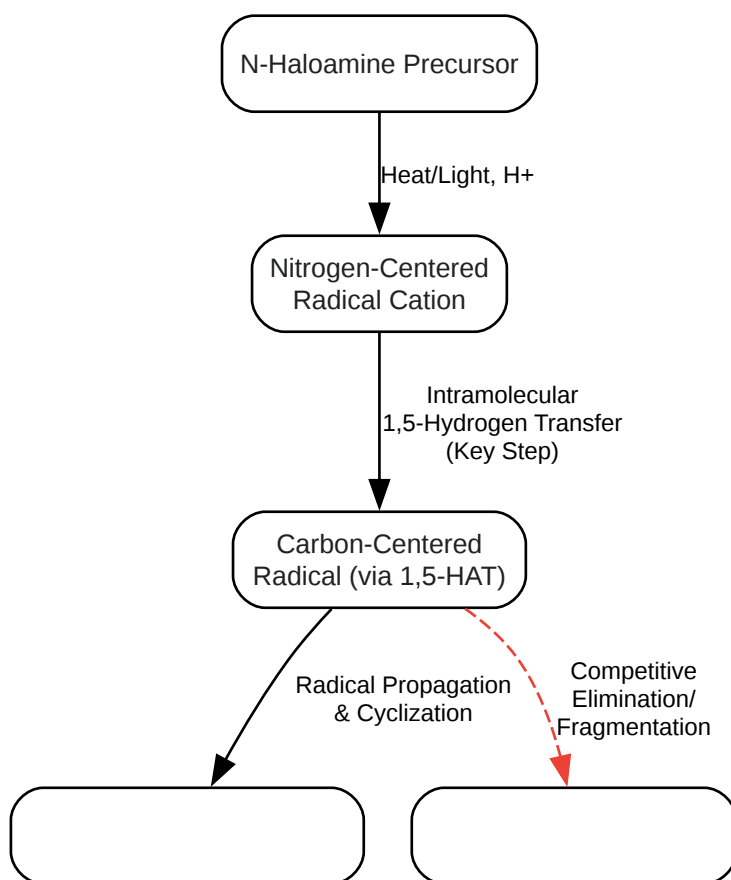 N-Haloamine Precursor
Heat/Light, H+
Nitrogen-Centered
Radical Cation
Intramolecular
1,5-Hydrogen Transfer
(Key Step)
Carbon-Centered
Radical (via 1,5-HAT)
Radical Propagation
& Cyclization
Competitive
Elimination/
Fragmentation